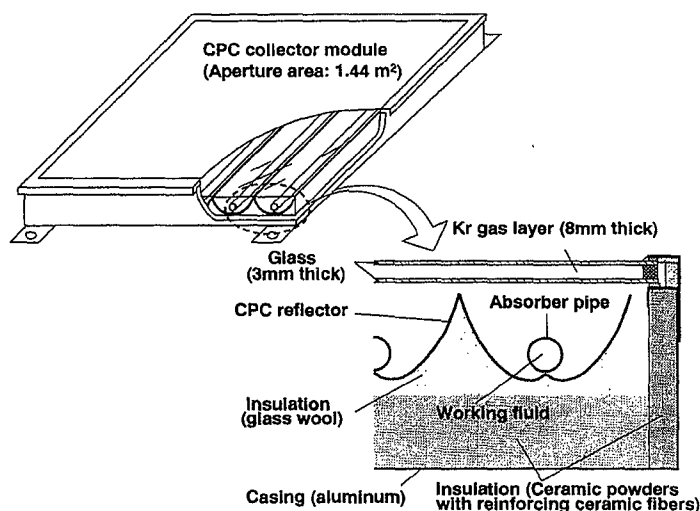 CPC collector module
(Aperture area: 1.44 m²)
Kr gas layer (8mm thick)
Glass
(3mm thick)
CPC reflector
Absorber pipe
Insulation
(glass wool)
Working fluid
Casing (aluminum)
Insulation (Ceramic powders
with reinforcing ceramic fibers)